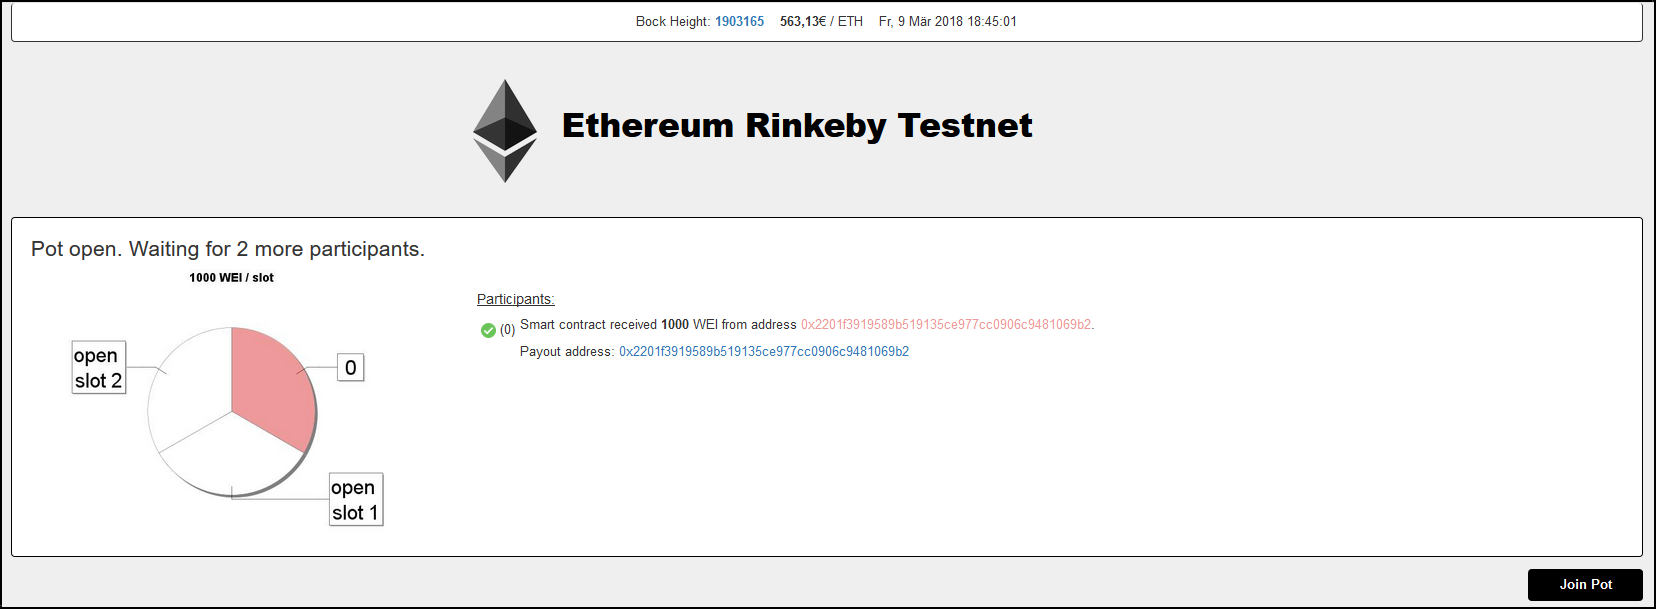 Bock Height: 1903165 563,13€ / ETH Fr, 9 Mär 2018 18:45:01
Ethereum Rinkeby Testnet
Pot open. Waiting for 2 more participants.
1000 WEI / slot
open
slot 2
0
open
slot 1
Participants:
(0) Smart contract received 1000 WEI from address 0x2201f3919589b519135ce977cc0906c9481069b2.
Payout address: 0x2201f3919589b519135ce977cc0906c9481069b2
Join Pot